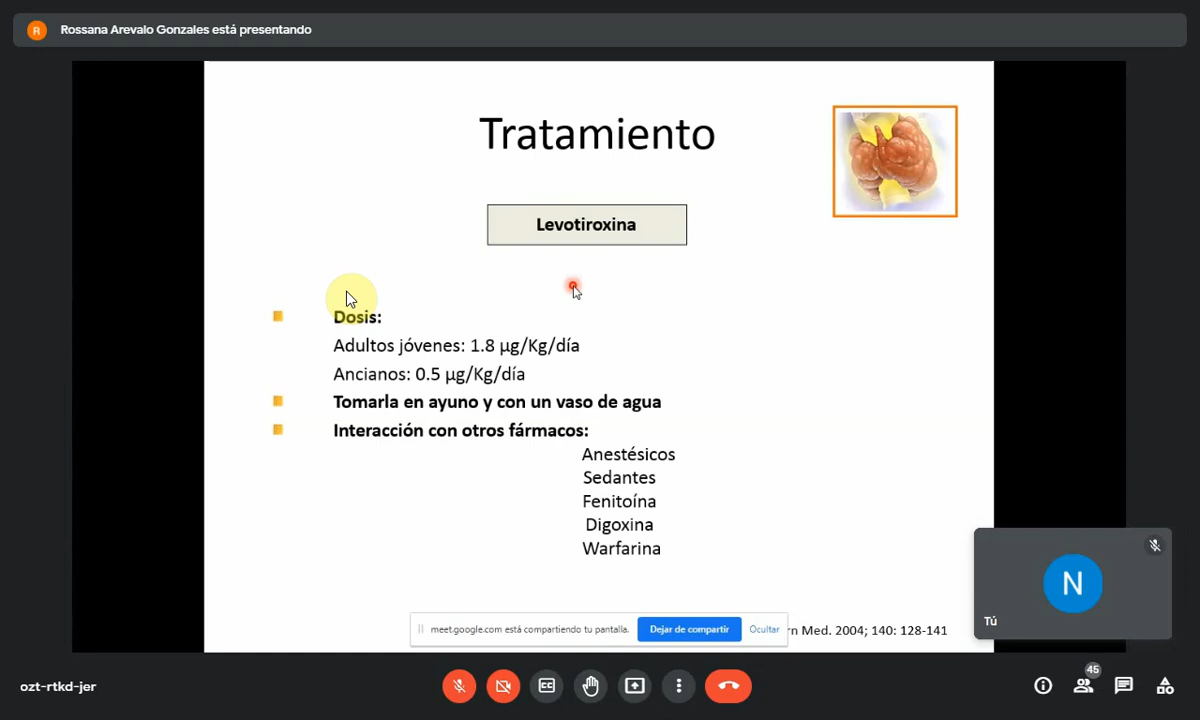 R
Rossana Arevalo Gonzales está presentando
Tratamiento
Levotiroxina
Dosis:
Adultos jóvenes: 1.8 µg/Kg/día
Ancianos: 0.5 µg/Kg/día
Tomarla en ayuno y con un vaso de agua
Interacción con otros fármacos:
Anestésicos
Sedantes
Fenitoína
Digoxina
Warfarina
N
Tú
meet.google.com está compartiendo tu pantalla.
Dejar de compartir
Ocultar
Med. 2004; 140: 128-141
ozt-rtkd-jer
45